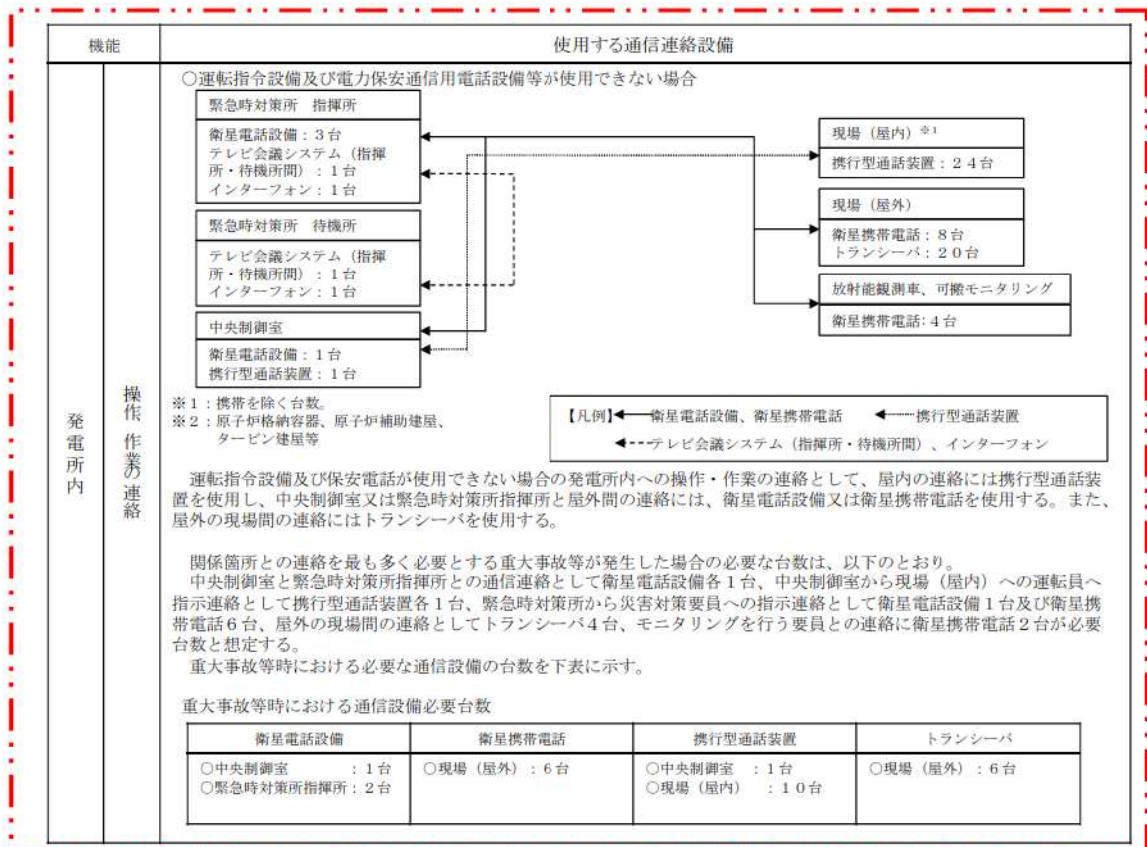 機能
使用する通信連絡設備
発電所内
操作、作業の連絡
○運転指令設備及び電力保安通信用電話設備等が使用できない場合
緊急時対策所 指揮所
衛星電話設備：３台
テレビ会議システム（指揮
所・待機所間）：１台
インターフォン：１台
緊急時対策所 待機所
テレビ会議システム（指揮
所・待機所間）：１台
インターフォン：１台
中央制御室
衛星電話設備：１台
携行型通話装置：１台
現場（屋内）※1
携行型通話装置：２４台
現場（屋外）
衛星携帯電話：８台
トランシーバ：２０台
放射能観測車、可搬モニタリング
衛星携帯電話：４台
※１：携帯を除く台数。
※２：原子炉格納容器、原子炉補助建屋、
タービン建屋等
【凡例】衛星電話設備、衛星携帯電話 携行型通話装置
テレビ会議システム（指揮所・待機所間）、インターフォン
運転指令設備及び保安電話が使用できない場合の発電所内への操作・作業の連絡として、屋内の連絡には携行型通話装
置を使用し、中央制御室又は緊急時対策所指揮所と屋外間の連絡には、衛星電話設備又は衛星携帯電話を使用する。また、
屋外の現場間の連絡にはトランシーバを使用する。
関係箇所との連絡を最も多く必要とする重大事故等が発生した場合の必要な台数は、以下のとおり。
中央制御室と緊急時対策所指揮所との通信連絡として衛星電話設備各１台、中央制御室から現場（屋内）への運転員へ
指示連絡として携行型通話装置各１台、緊急時対策所から災害対策要員への指示連絡として衛星電話設備１台及び衛星携
帯電話６台、屋外の現場間の連絡としてトランシーバ４台、モニタリングを行う要員との連絡に衛星携帯電話２台が必要
台数と想定する。
重大事故等時における必要な通信設備の台数を下表に示す。
重大事故等時における通信設備必要台数
衛星電話設備 衛星携帯電話 携行型通話装置 トランシーバ
○中央制御室 ：１台 ○現場（屋外）：６台 ○中央制御室 ：１台 ○現場（屋外）：６台
○緊急時対策所指揮所：２台 ○現場（屋内） ：１０台